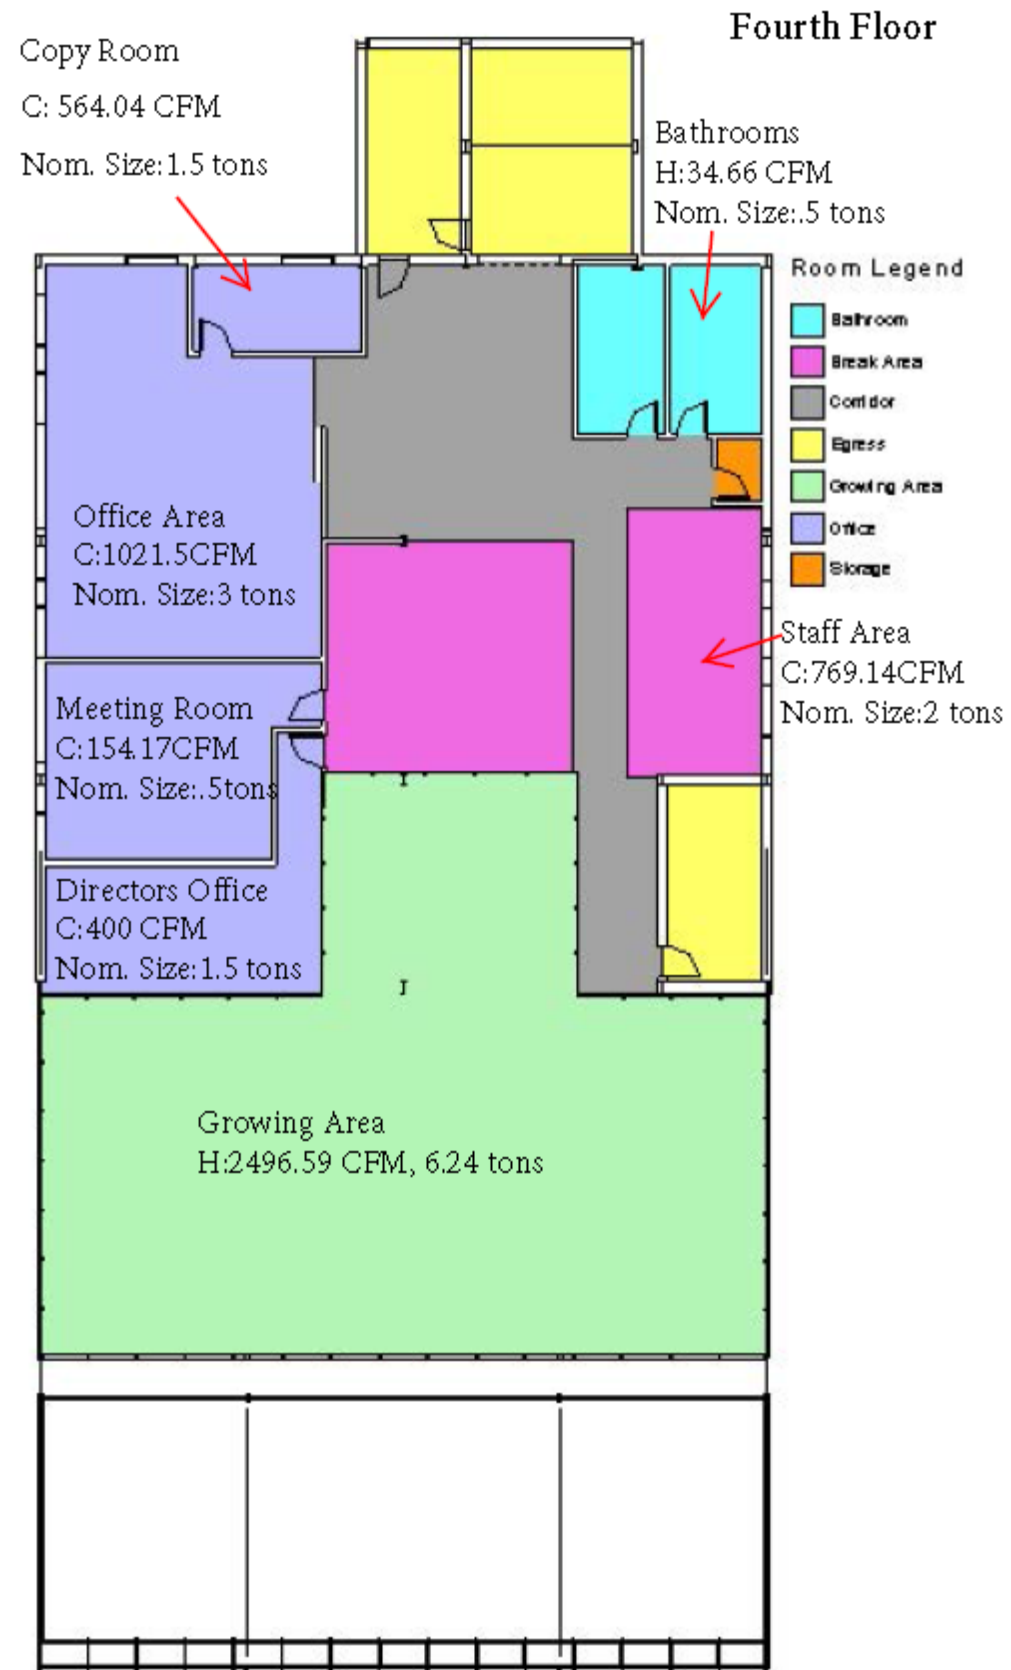 Fourth Floor
Copy Room
C: 564.04 CFM
Nom. Size:1.5 tons
Bathrooms
H:34.66 CFM
Nom. Size:.5 tons
Room Legend
Bathroom
Break Area
Corridor
Egress
Growing Area
Office
Storage
Office Area
C:1021.5CFM
Nom. Size:3 tons
Staff Area
C:769.14CFM
Nom. Size:2 tons
Meeting Room
C:154.17CFM
Nom. Size:.5tons
Directors Office
C:400 CFM
Nom. Size:1.5 tons
Growing Area
H:2496.59 CFM, 6.24 tons